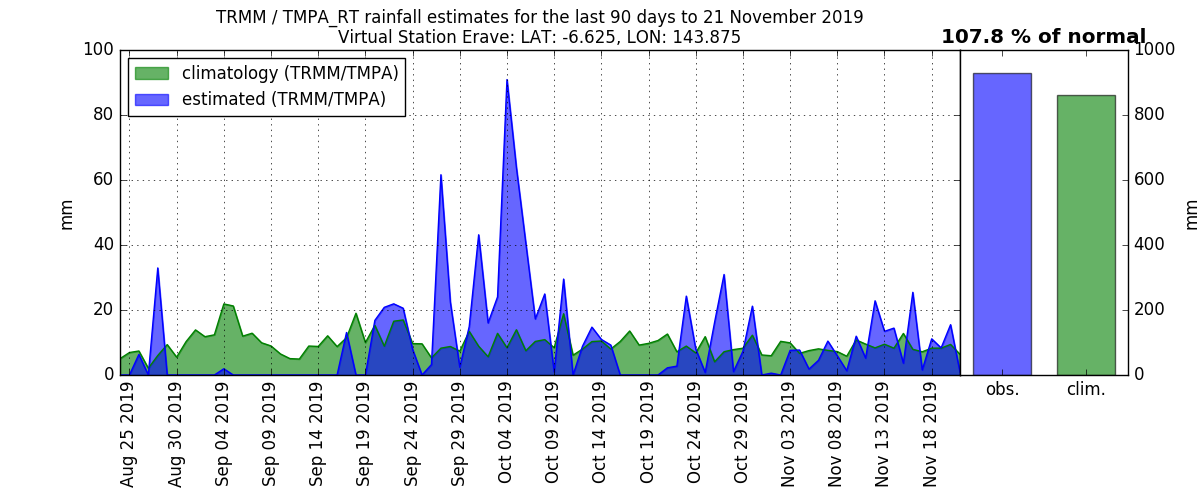 TRMM / TMPA_RT rainfall estimates for the last 90 days to 21 November 2019
Virtual Station Erave: LAT: -6.625, LON: 143.875
107.8 % of normal
climatology (TRMM/TMPA)
estimated (TRMM/TMPA)
mm
100
80
60
40
20
0
Aug 25 2019
Aug 30 2019
Sep 04 2019
Sep 09 2019
Sep 14 2019
Sep 19 2019
Sep 24 2019
Sep 29 2019
Oct 04 2019
Oct 09 2019
Oct 14 2019
Oct 19 2019
Oct 24 2019
Oct 29 2019
Nov 03 2019
Nov 08 2019
Nov 13 2019
Nov 18 2019
obs.
clim.
1000
800
600
400
200
0
mm